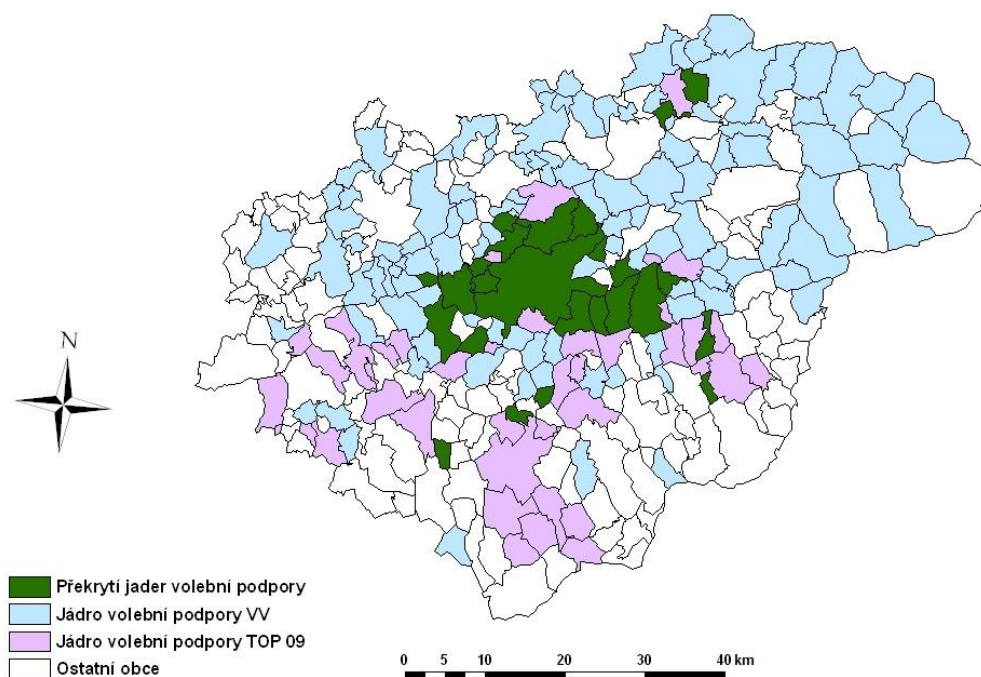 N
Překrytí jader volební podpory
Jádro volební podpory VV
Jádro volební podpory TOP 09
Ostatní obce
0 5 10 20 30 40 km